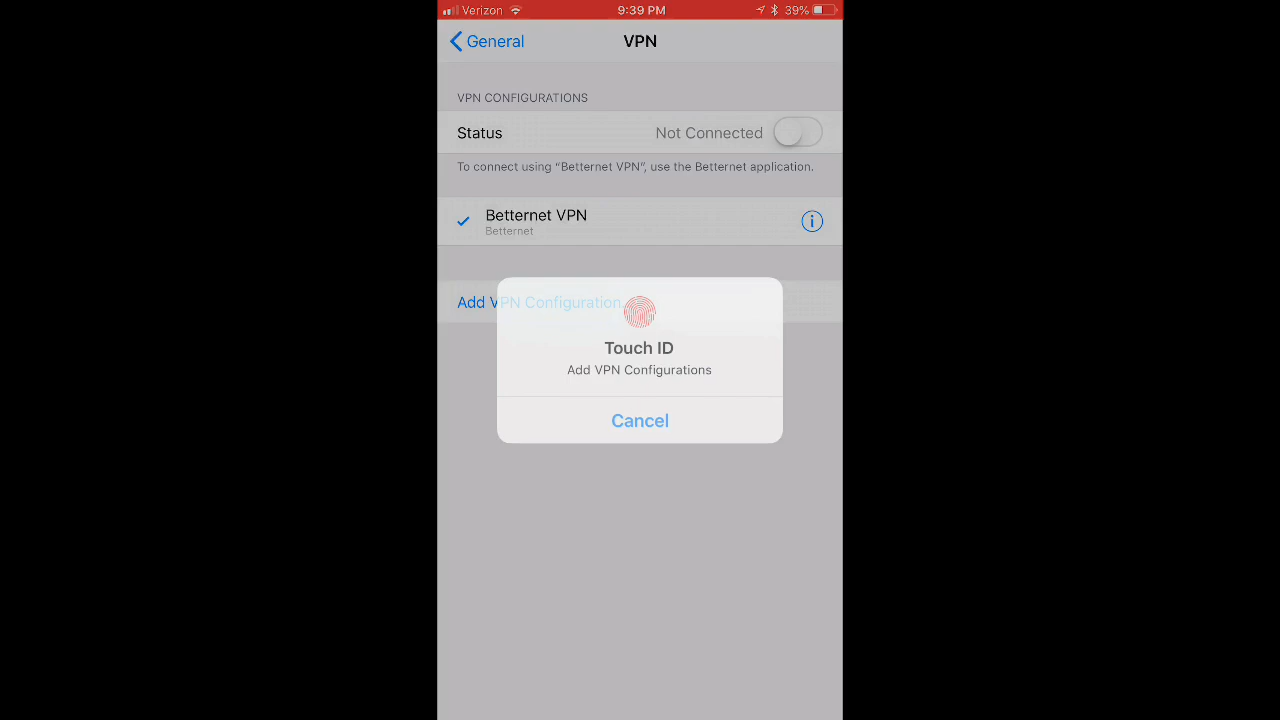 Verizon 9:39 PM 39%
General VPN
VPN CONFIGURATIONS
Status Not Connected
To connect using “Betternet VPN”, use the Betternet application.
Betternet VPN
Betternet
Add VPN Configuration
Touch ID
Add VPN Configurations
Cancel